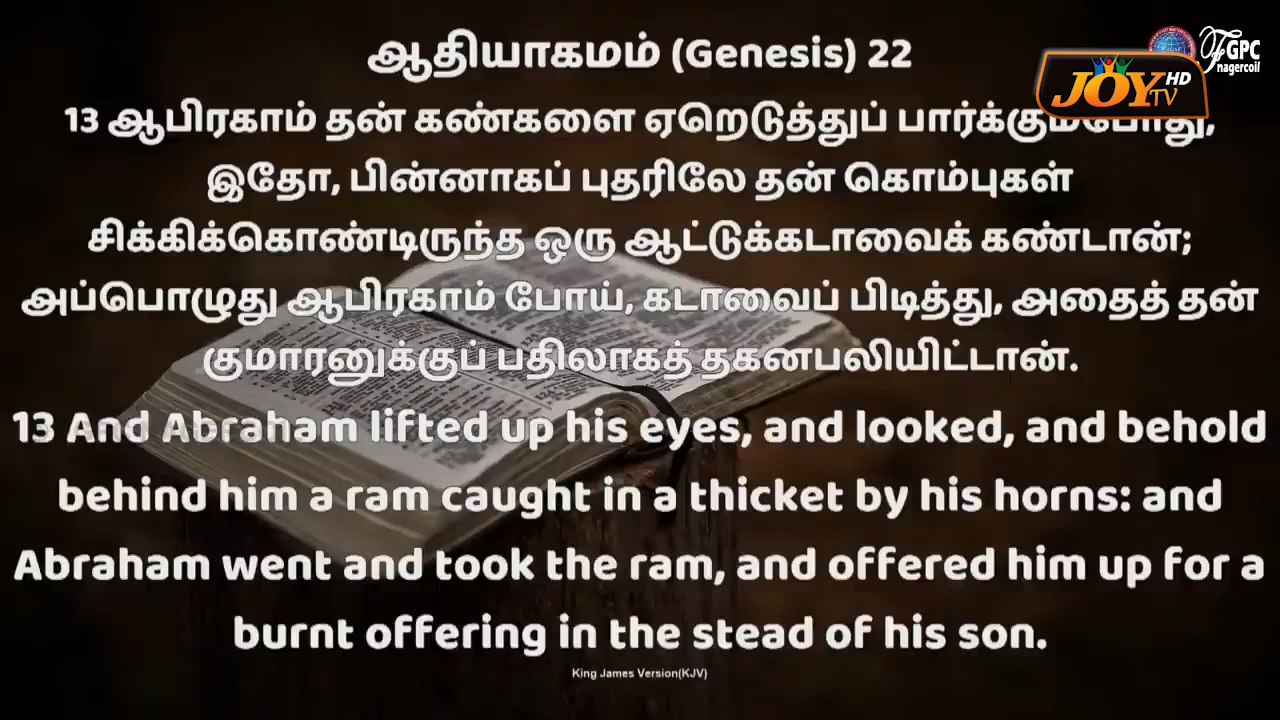 ஆதியாகமம் (Genesis) 22
GPC
nagercoil
JOY HD
TV
13 ஆபிரகாம் தன் கண்களை ஏறெடுத்துப் பார்க்கும்போது,
இதோ, பின்னாகப் புதரிலே தன் கொம்புகள்
சிக்கிக்கொண்டிருந்த ஒரு ஆட்டுக்கடாவைக் கண்டான்;
அப்பொழுது ஆபிரகாம் போய், கடாவைப் பிடித்து, அதைத் தன்
குமாரனுக்குப் பதிலாகத் தகனபலியிட்டான்.
13 And Abraham lifted up his eyes, and looked, and behold
behind him a ram caught in a thicket by his horns: and
Abraham went and took the ram, and offered him up for a
burnt offering in the stead of his son.
King James Version(KJV)